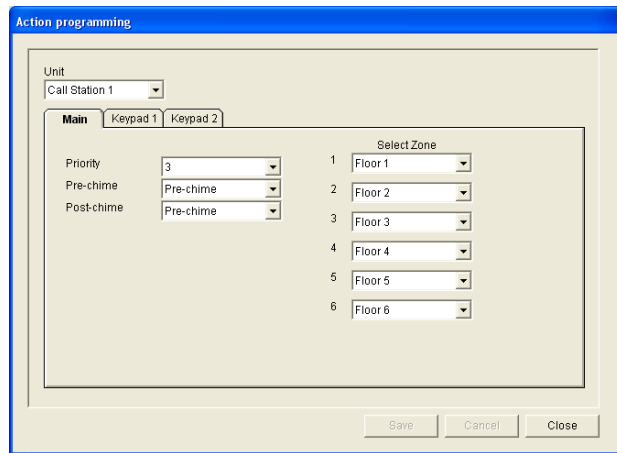 Action programming
Unit
Call Station 1
Main Keypad 1 Keypad 2
Select Zone
Priority 3
Pre-chime Pre-chime
Post-chime Pre-chime
1 Floor 1
2 Floor 2
3 Floor 3
4 Floor 4
5 Floor 5
6 Floor 6
Save Cancel Close